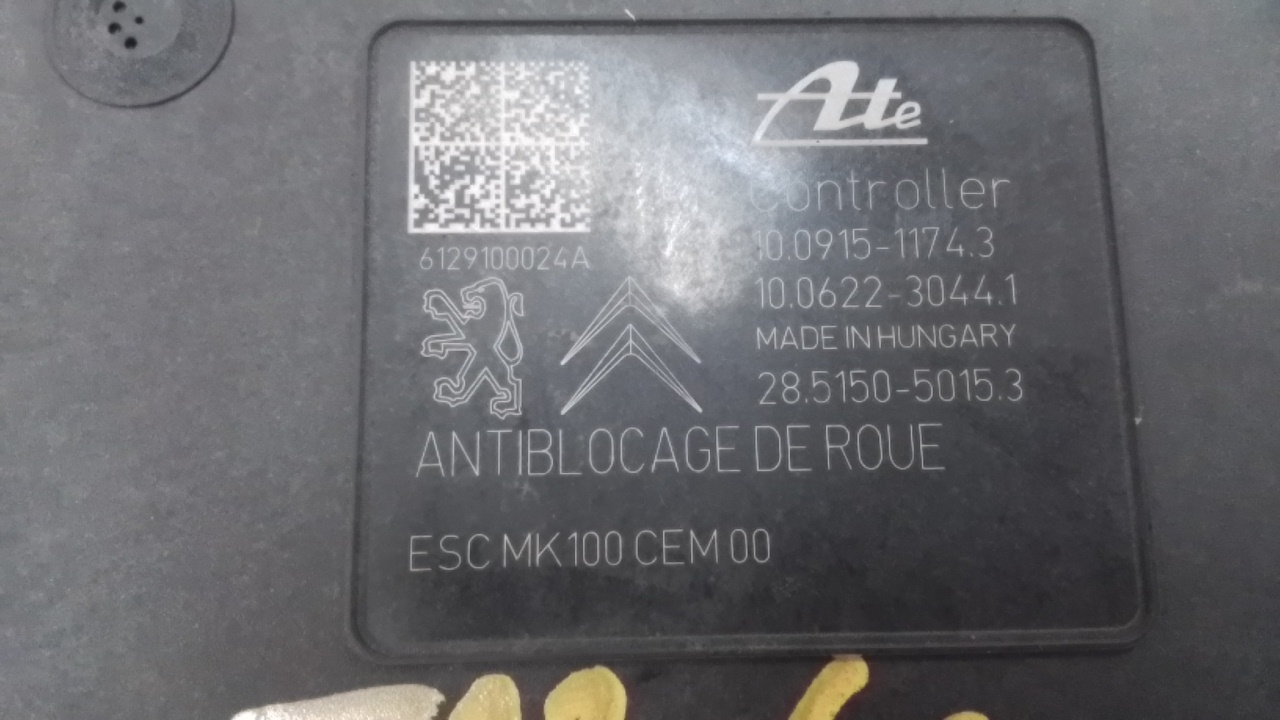 Ate
Controller
10.0915-1174.3
10.0622-3044.1
MADE IN HUNGARY
28.5150-5015.3
6129100024A
ANTIBLOCAGE DE ROUE
ESC MK100 CEM 00